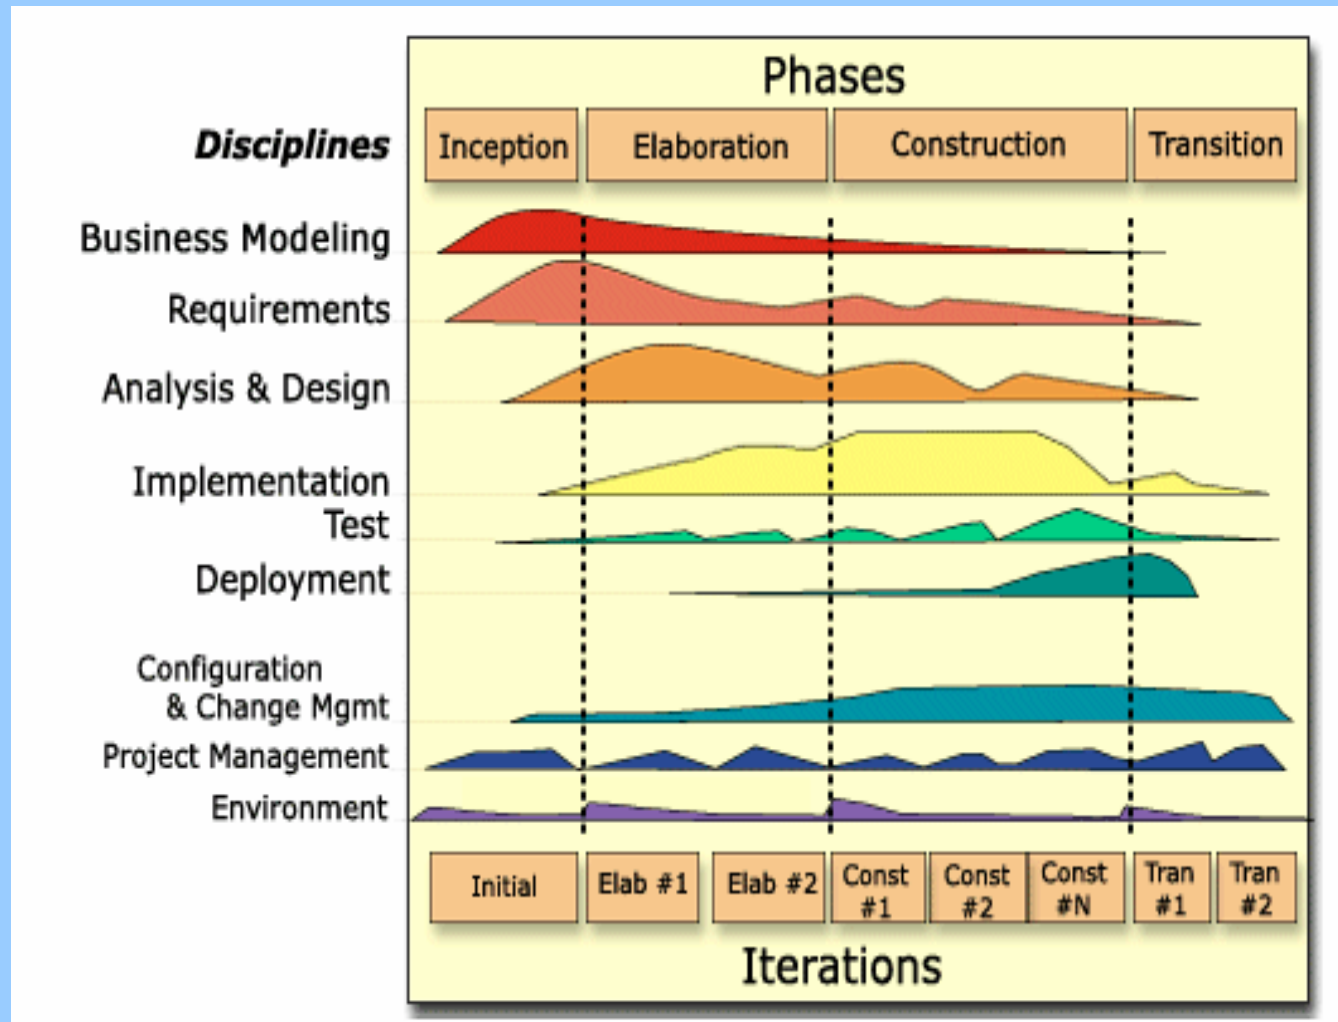 Phases
Disciplines
Inception
Elaboration
Construction
Transition
Business Modeling
Requirements
Analysis & Design
Implementation
Test
Deployment
Configuration
& Change Mgmt
Project Management
Environment
Initial
Elab #1
Elab #2
Const
#1
Const
#2
Const
#N
Tran
#1
Tran
#2
Iterations